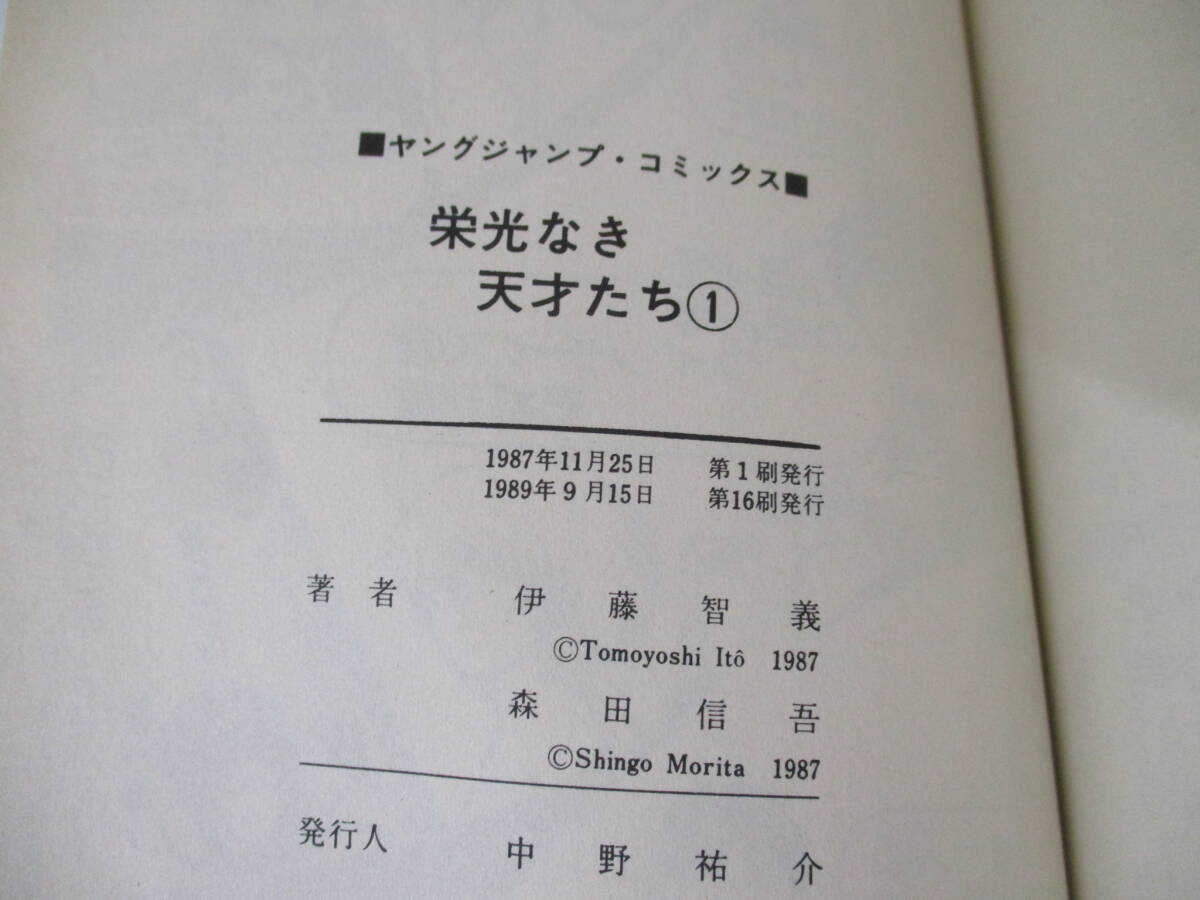 ■ヤングジャンプ・コミックス■
栄光なき
天才たち①
1987年11月25日 第1刷発行
1989年9月15日 第16刷発行
著者 伊藤智義
©Tomoyoshi Itô 1987
森田信吾
©Shingo Morita 1987
発行人 中野祐介